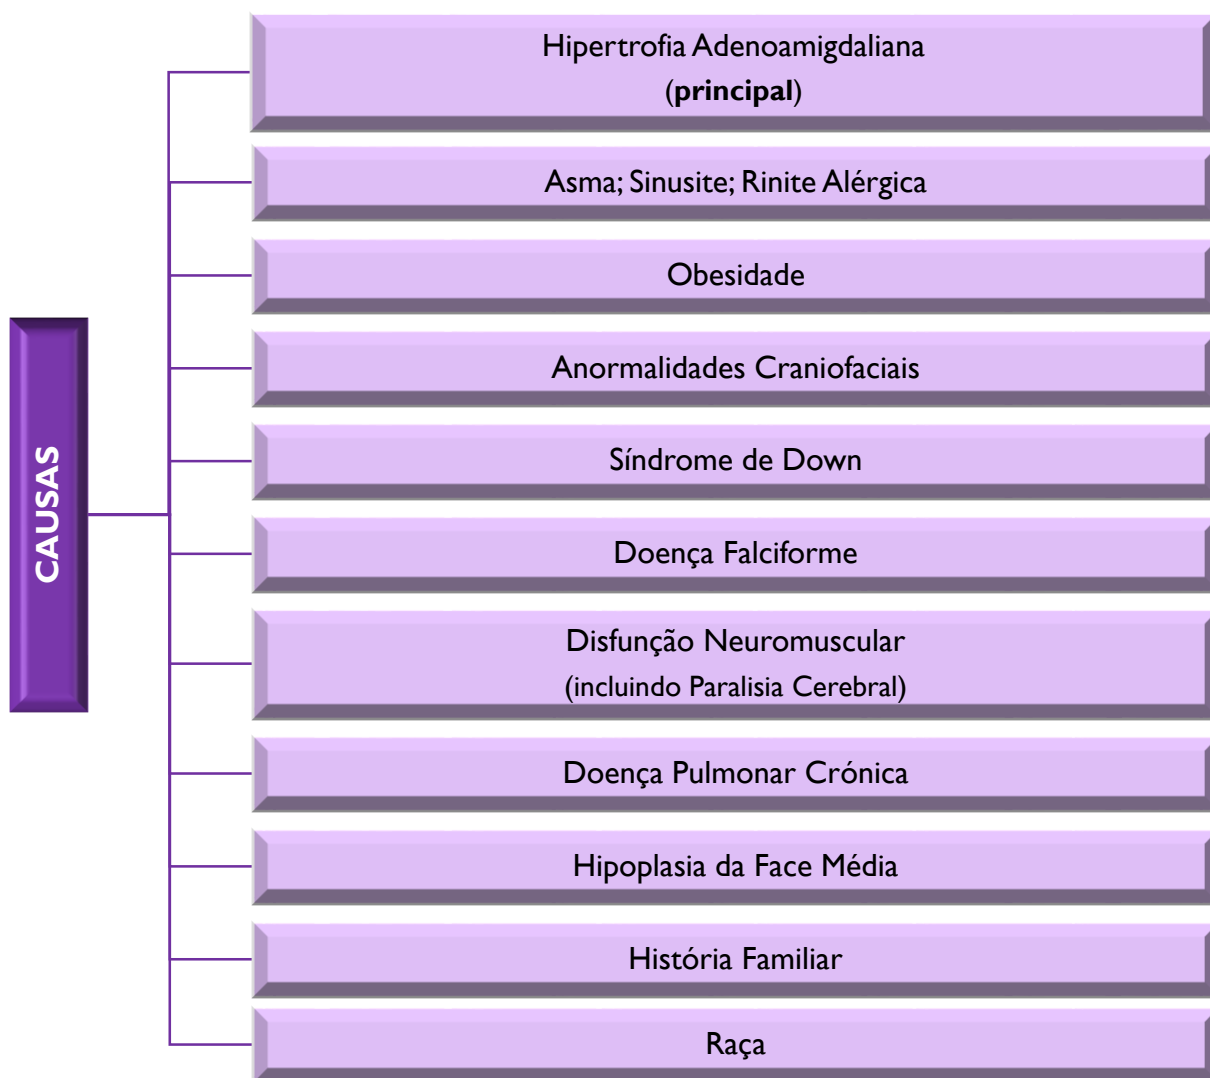 CAUSAS
Hipertrofia Adenoamigdaliana
(principal)
Asma; Sinusite; Rinite Alérgica
Obesidade
Anormalidades Craniofaciais
Síndrome de Down
Doença Falciforme
Disfunção Neuromuscular
(incluindo Paralisia Cerebral)
Doença Pulmonar Crónica
Hipoplasia da Face Média
História Familiar
Raça